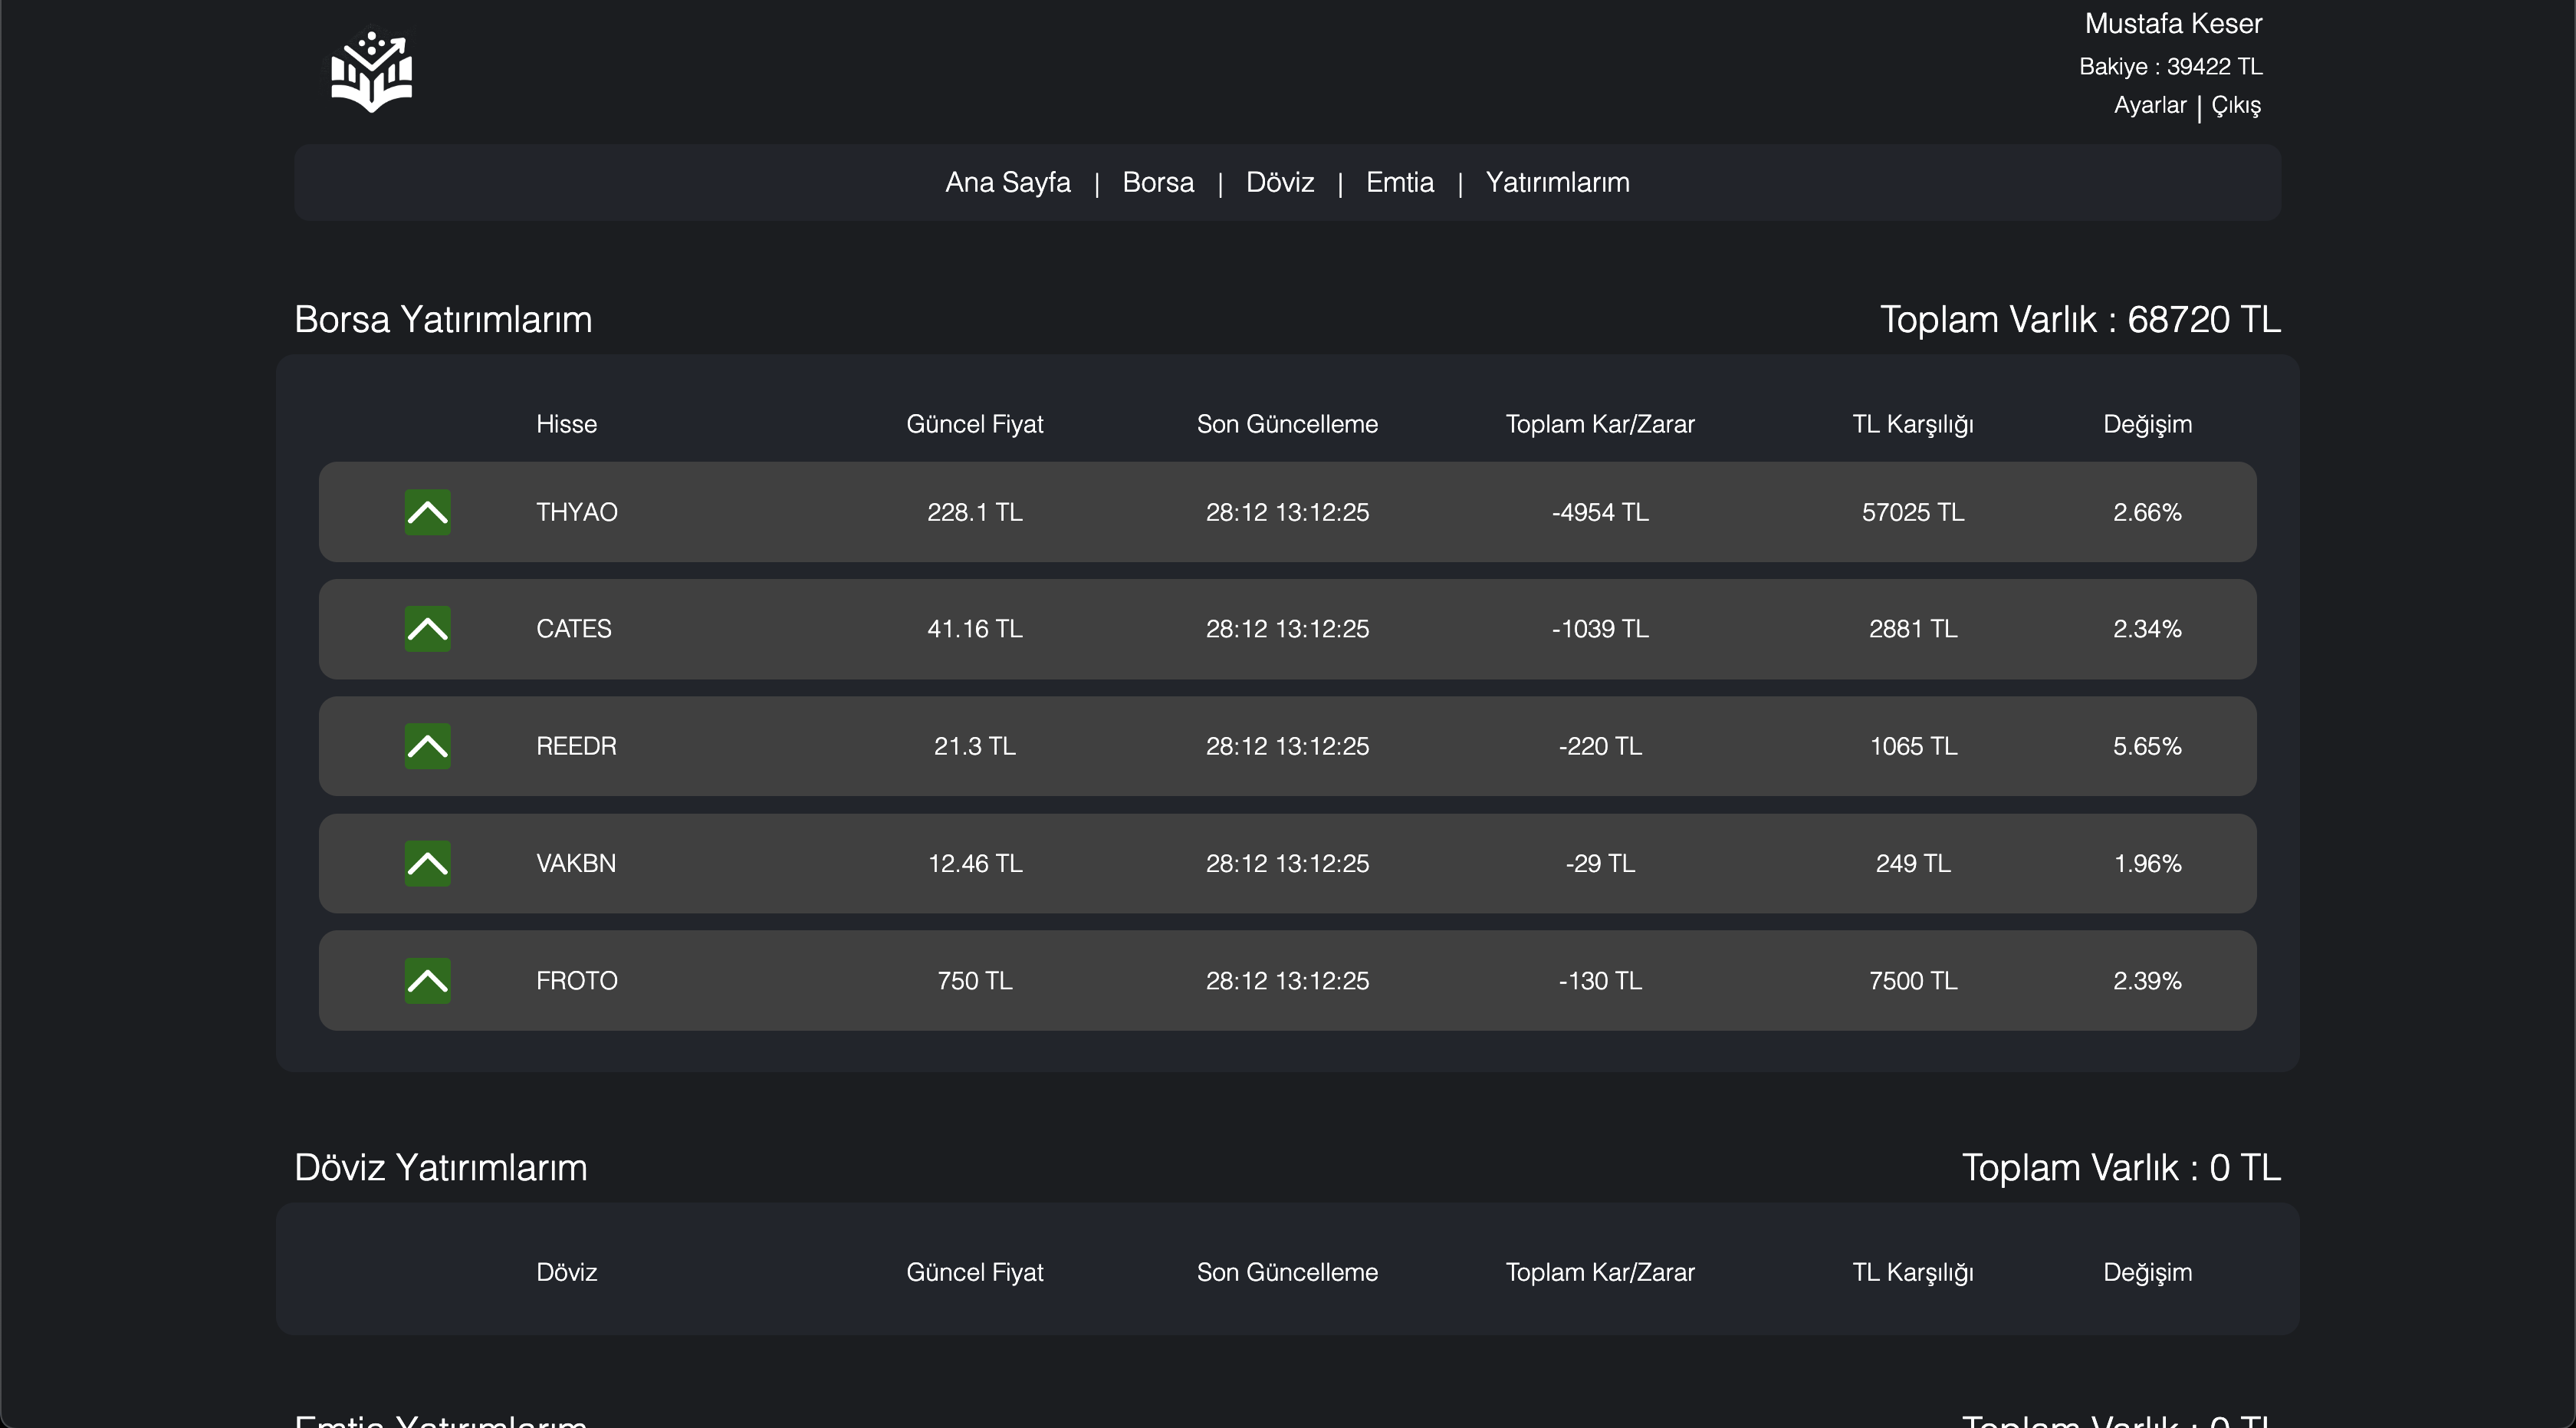 Mustafa Keser
Bakiye : 39422 TL
Ayarlar | Çıkış
Ana Sayfa | Borsa | Döviz | Emtia | Yatırımlarım
Borsa Yatırımlarım Toplam Varlık : 68720 TL
Hisse Güncel Fiyat Son Güncelleme Toplam Kar/Zarar TL Karşılığı Değişim
THYAO 228.1 TL 28:12 13:12:25 -4954 TL 57025 TL 2.66%
CATES 41.16 TL 28:12 13:12:25 -1039 TL 2881 TL 2.34%
REEDR 21.3 TL 28:12 13:12:25 -220 TL 1065 TL 5.65%
VAKBN 12.46 TL 28:12 13:12:25 -29 TL 249 TL 1.96%
FROTO 750 TL 28:12 13:12:25 -130 TL 7500 TL 2.39%
Döviz Yatırımlarım Toplam Varlık : 0 TL
Döviz Güncel Fiyat Son Güncelleme Toplam Kar/Zarar TL Karşılığı Değişim
Emtia Yatırımlarım Toplam Varlık : 0 TL